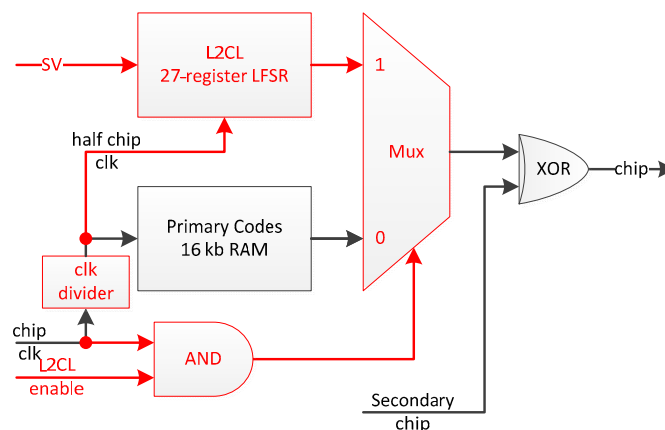 L2CL
27-register LFSR
SV
1
half chip
clk
Mux
XOR
chip
Primary Codes
16 kb RAM
0
clk
divider
chip
clk
AND
L2CL
enable
Secondary
chip